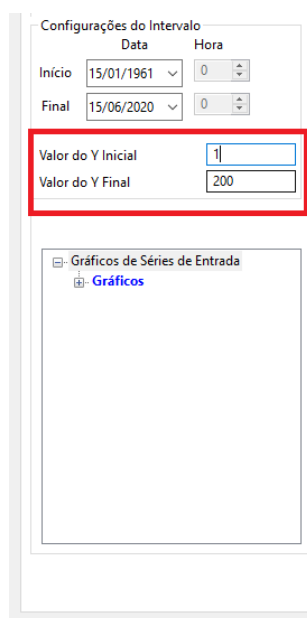 Configurações do Intervalo
Data Hora
Início 15/01/1961 0
Final 15/06/2020 0
Valor do Y Inicial 1
Valor do Y Final 200
Gráficos de Séries de Entrada
Gráficos